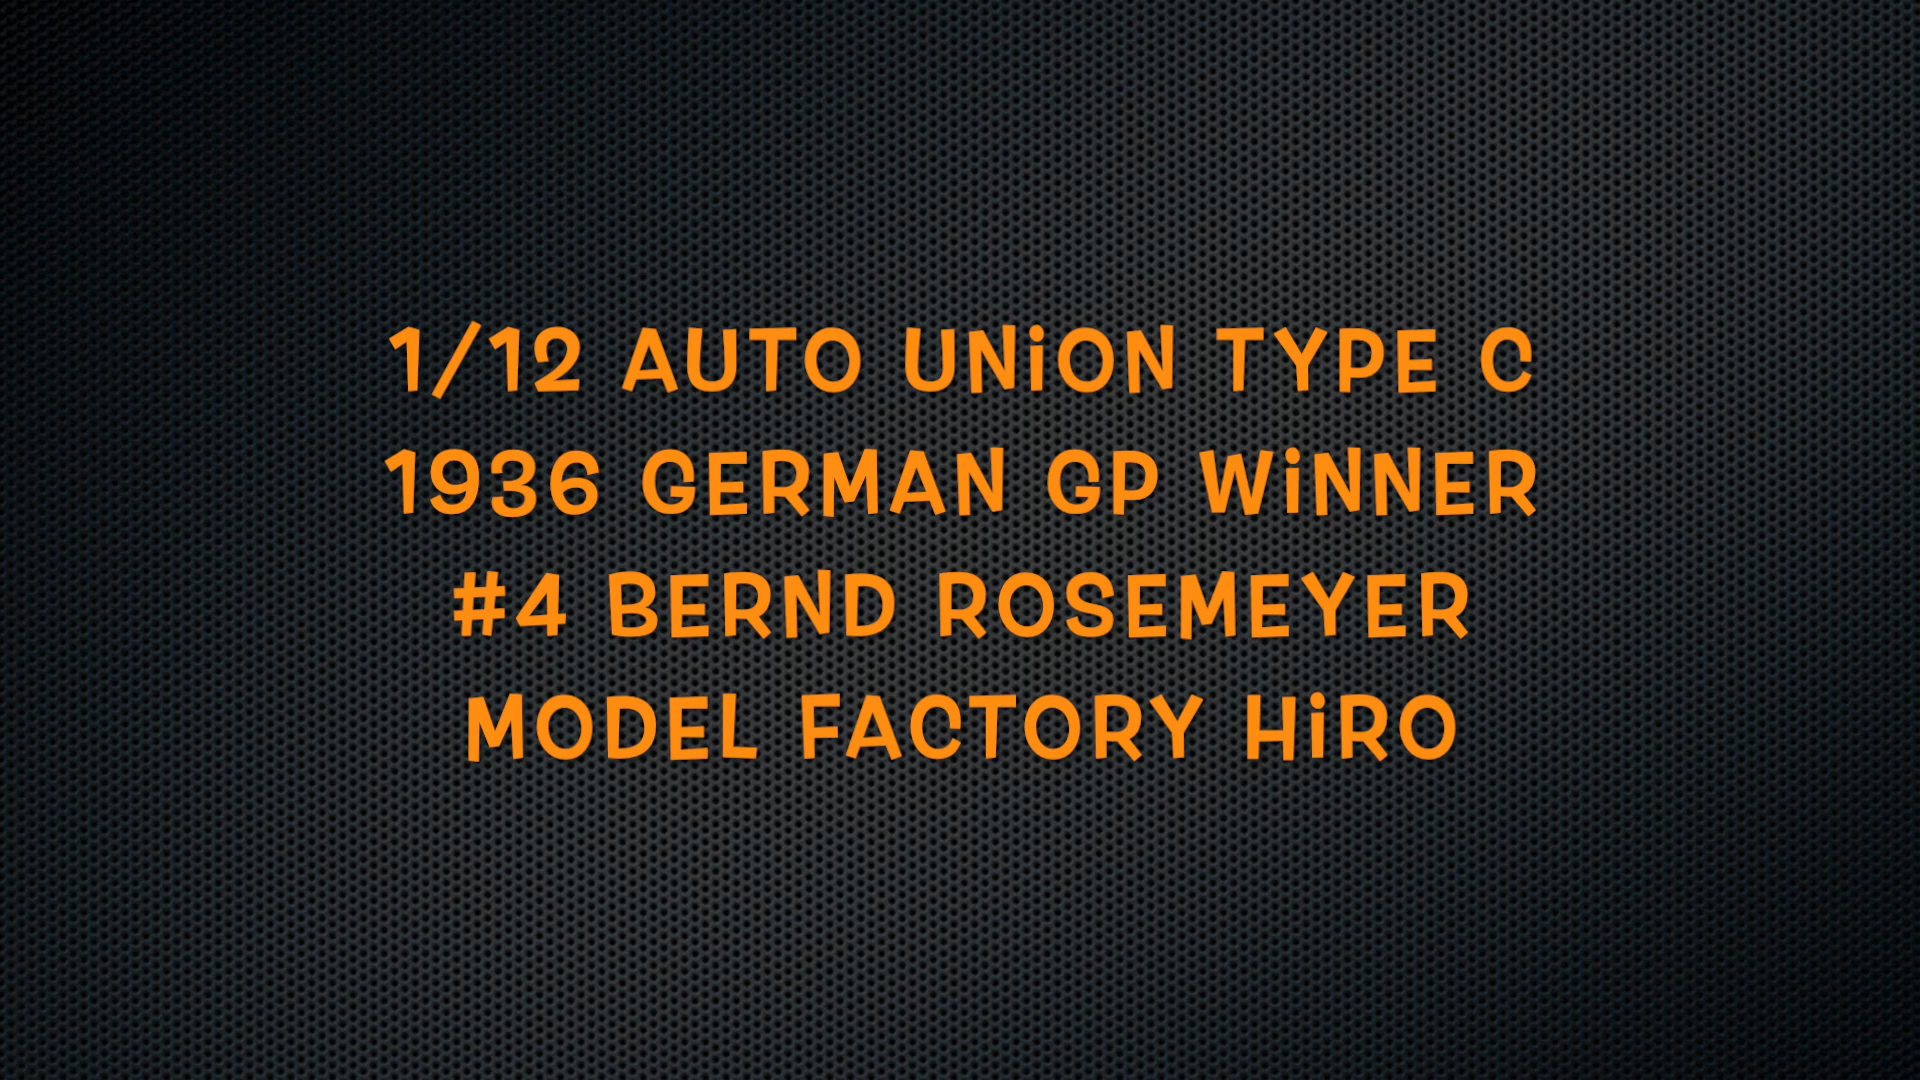 1/12 AUTO UNiON TYPE C
1936 GERMAN GP WiNNER
#4 BERND ROSEMEYER
MODEL FACTORY HiRO